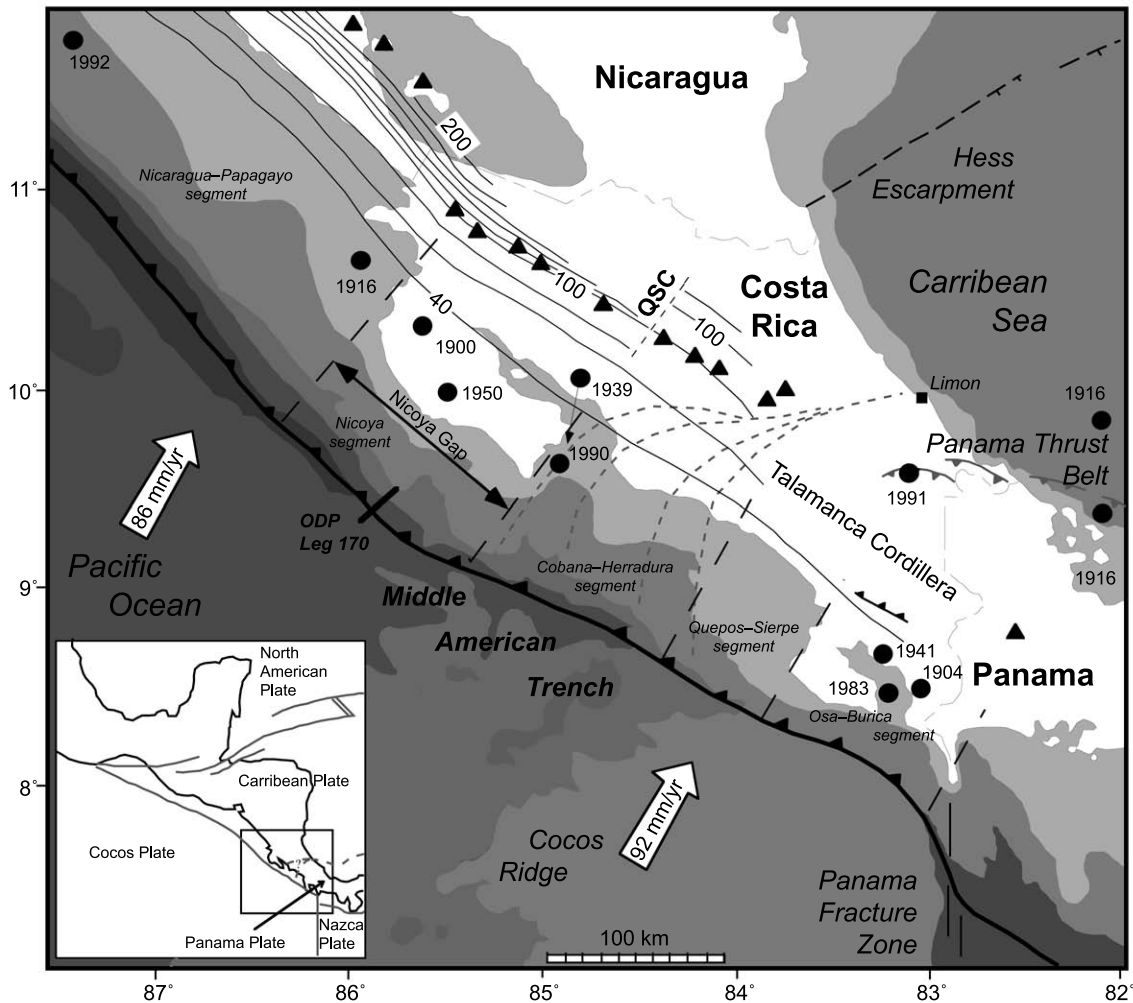 1992
Nicaragua
200
Hess
Escarpment
11°
Nicaragua–Papagayo
segment
1916
40
100
QSC
100
Costa
Rica
Carribean
Sea
1900
1950
1939
Limon
1916
10°
Nicoya
segment
Nicoya Gap
1990
Panama Thrust
Belt
1991
86 mm/yr
ODP
Leg 170
Talamanca Cordillera
Pacific
Ocean
9°
Cobana–Herradura
segment
1916
Middle
American
Trench
Quepos–Sierpe
segment
1941
1904
1983
Panama
Osa–Burica
segment
8°
92 mm/yr
Cocos
Ridge
Panama
Fracture
Zone
100 km
North
American
Plate
Carribean Plate
Cocos Plate
?
Panama Plate
Nazca
Plate
87°
86°
85°
84°
83°
82°